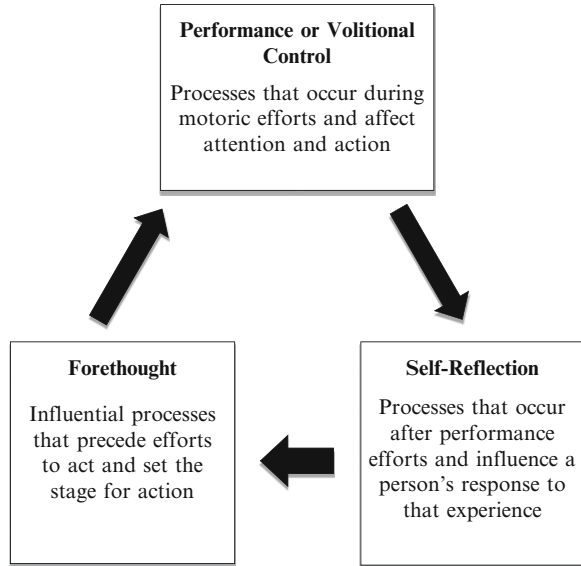 Performance or Volitional
Control
Processes that occur during
motoric efforts and affect
attention and action
Forethought
Influential processes
that precede efforts
to act and set the
stage for action
Self-Reflection
Processes that occur
after performance
efforts and influence a
person's response to
that experience